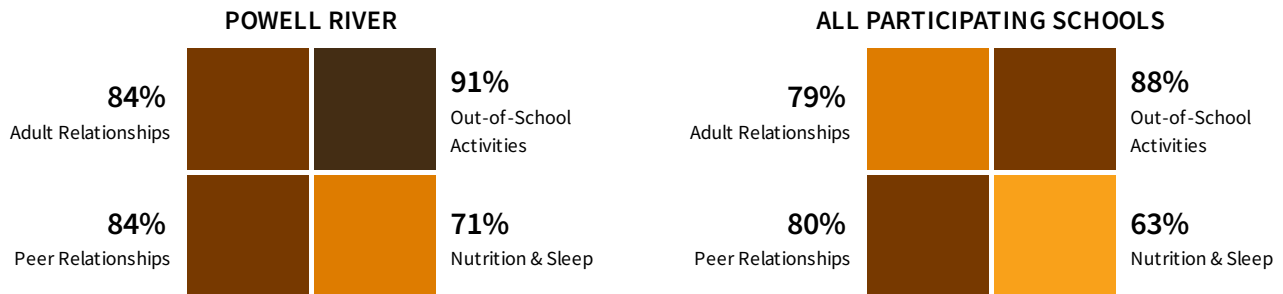 POWELL RIVER
84%
Adult Relationships
91%
Out-of-School
Activities
84%
Peer Relationships
71%
Nutrition & Sleep
ALL PARTICIPATING SCHOOLS
79%
Adult Relationships
88%
Out-of-School
Activities
80%
Peer Relationships
63%
Nutrition & Sleep